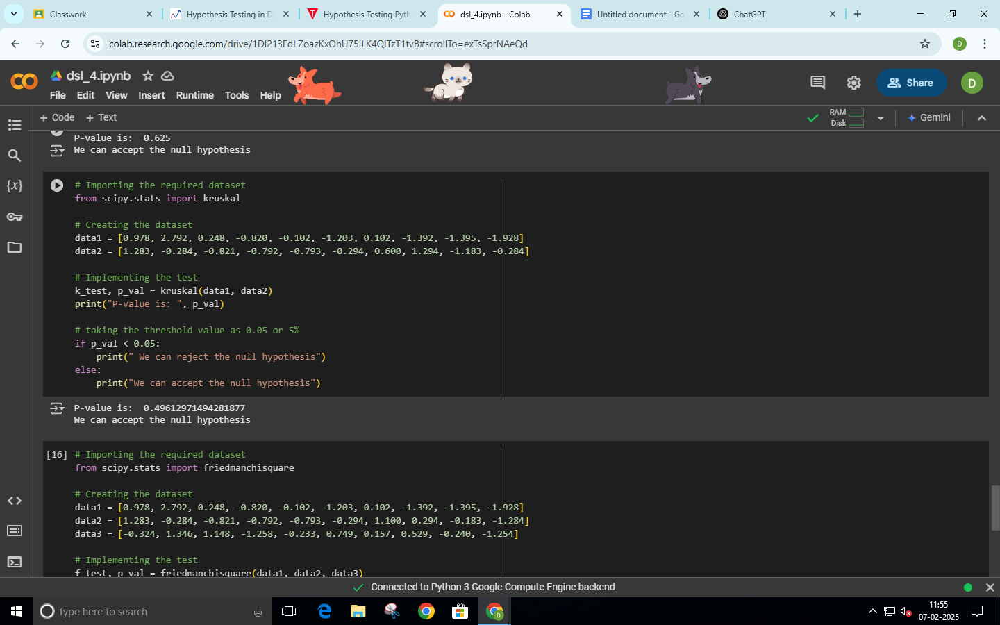 Classwork
Hypothesis Testing in D
Hypothesis Testing Pyth
dsl_4.ipynb - Colab
Untitled document - Go
ChatGPT
colab.research.google.com/drive/1DI213FdLZoazKxOhU75ILK4QITzT1tvB#scrollTo=exTsSprNAeQd
D
dsl_4.ipynb
File Edit View Insert Runtime Tools Help
Share
D
+ Code + Text
RAM
Disk
Gemini
P-value is:  0.625
We can accept the null hypothesis
# Importing the required dataset
from scipy.stats import kruskal
# Creating the dataset
data1 = [0.978, 2.792, 0.248, -0.820, -0.102, -1.203, 0.102, -1.392, -1.395, -1.928]
data2 = [1.283, -0.284, -0.821, -0.792, -0.793, -0.294, 0.600, 1.294, -1.183, -0.284]
# Implementing the test
k_test, p_val = kruskal(data1, data2)
print("P-value is: ", p_val)
# taking the threshold value as 0.05 or 5%
if p_val < 0.05:
    print(" We can reject the null hypothesis")
else:
    print("We can accept the null hypothesis")
P-value is:  0.49612971494281877
We can accept the null hypothesis
[16]
# Importing the required dataset
from scipy.stats import friedmanchisquare
# Creating the dataset
data1 = [0.978, 2.792, 0.248, -0.820, -0.102, -1.203, 0.102, -1.392, -1.395, -1.928]
data2 = [1.283, -0.284, -0.821, -0.792, -0.793, -0.294, 1.100, 0.294, -0.183, -1.284]
data3 = [-0.324, 1.346, 1.148, -1.258, -0.233, 0.749, 0.157, 0.529, -0.240, -1.254]
# Implementing the test
f_test, p_val = friedmanchisquare(data1, data2, data3)
Connected to Python 3 Google Compute Engine backend
Type here to search
D
11:55
07-02-2025